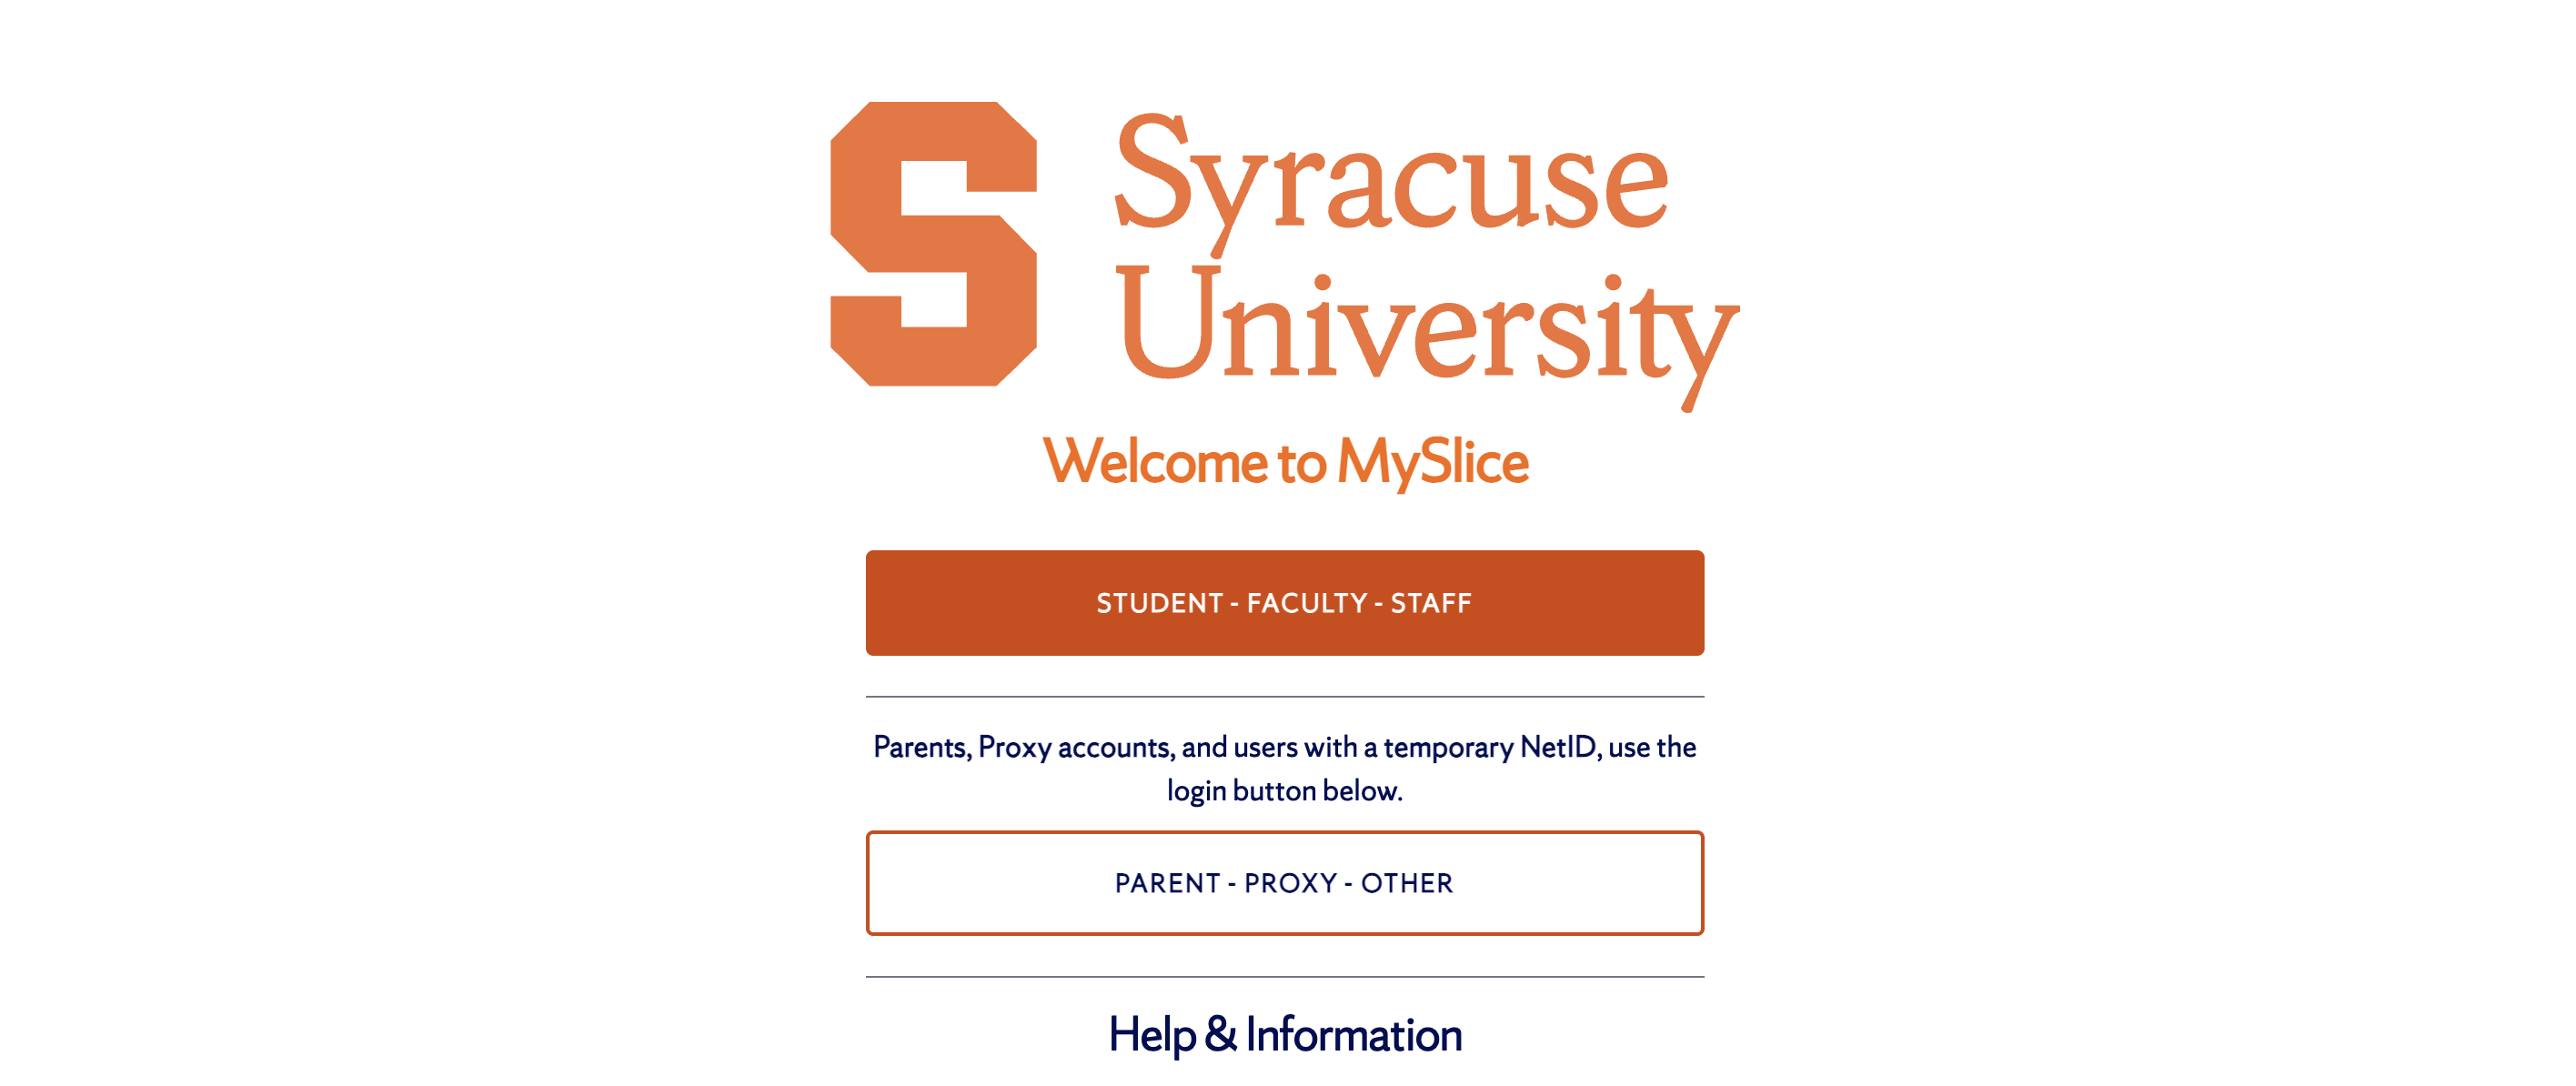 S
Syracuse
University
Welcome to MySlice
STUDENT - FACULTY - STAFF
Parents, Proxy accounts, and users with a temporary NetID, use the
login button below.
PARENT - PROXY - OTHER
Help & Information